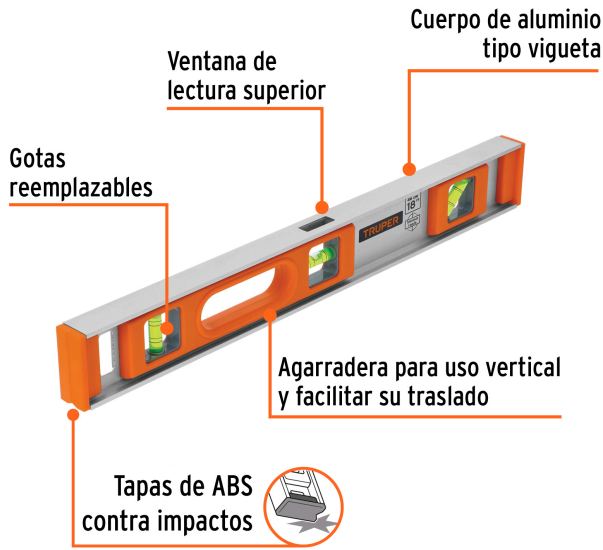 Cuerpo de aluminio
tipo vigueta
Ventana de
lectura superior
Gotas
reemplazables
18"
TRUPER
Agarradera para uso vertical
y facilitar su traslado
Tapas de ABS
contra impactos